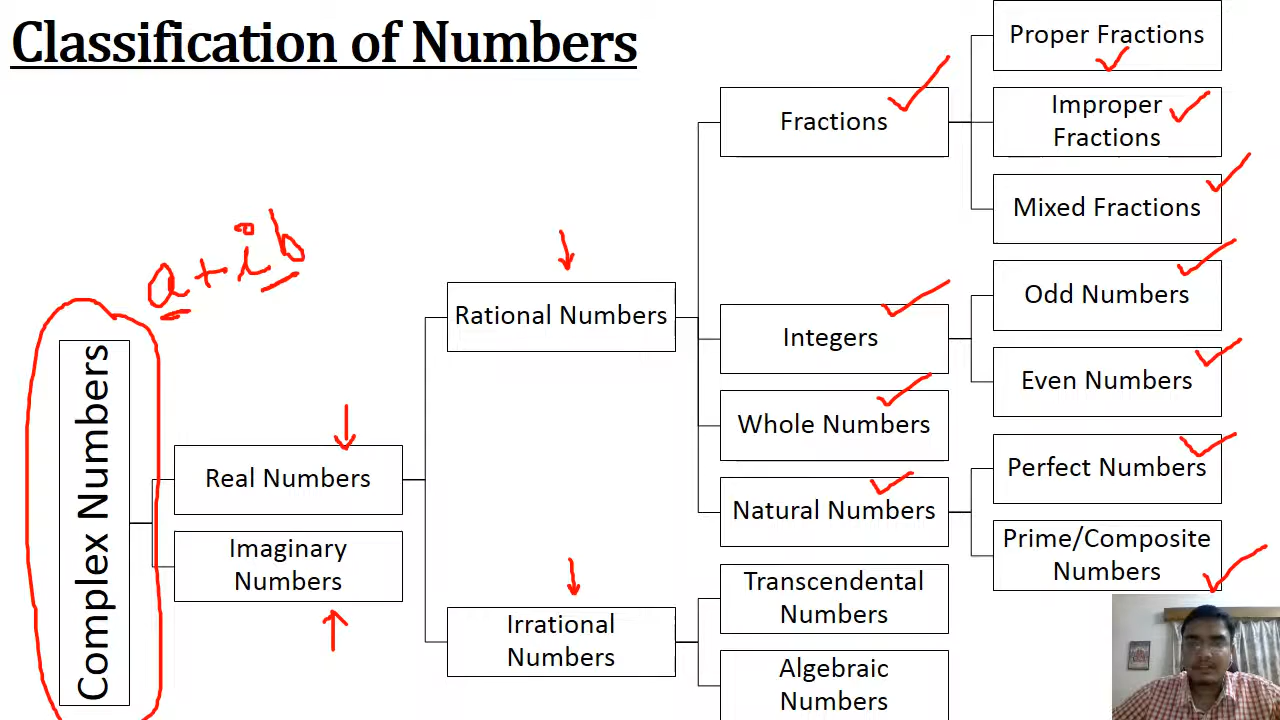 Classification of Numbers
Proper Fractions
Improper
Fractions
Mixed Fractions
Fractions
a+ib
Odd Numbers
Even Numbers
Rational Numbers
Integers
Whole Numbers
Perfect Numbers
Natural Numbers
Prime/Composite
Numbers
Complex Numbers
Real Numbers
Imaginary
Numbers
Transcendental
Numbers
Irrational
Numbers
Algebraic
Numbers